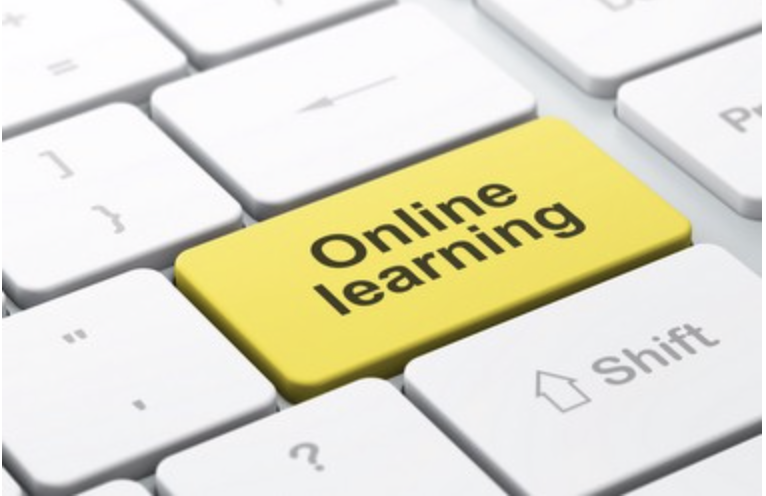 +
=
]
}
Online
learning
"
,
Shift
?